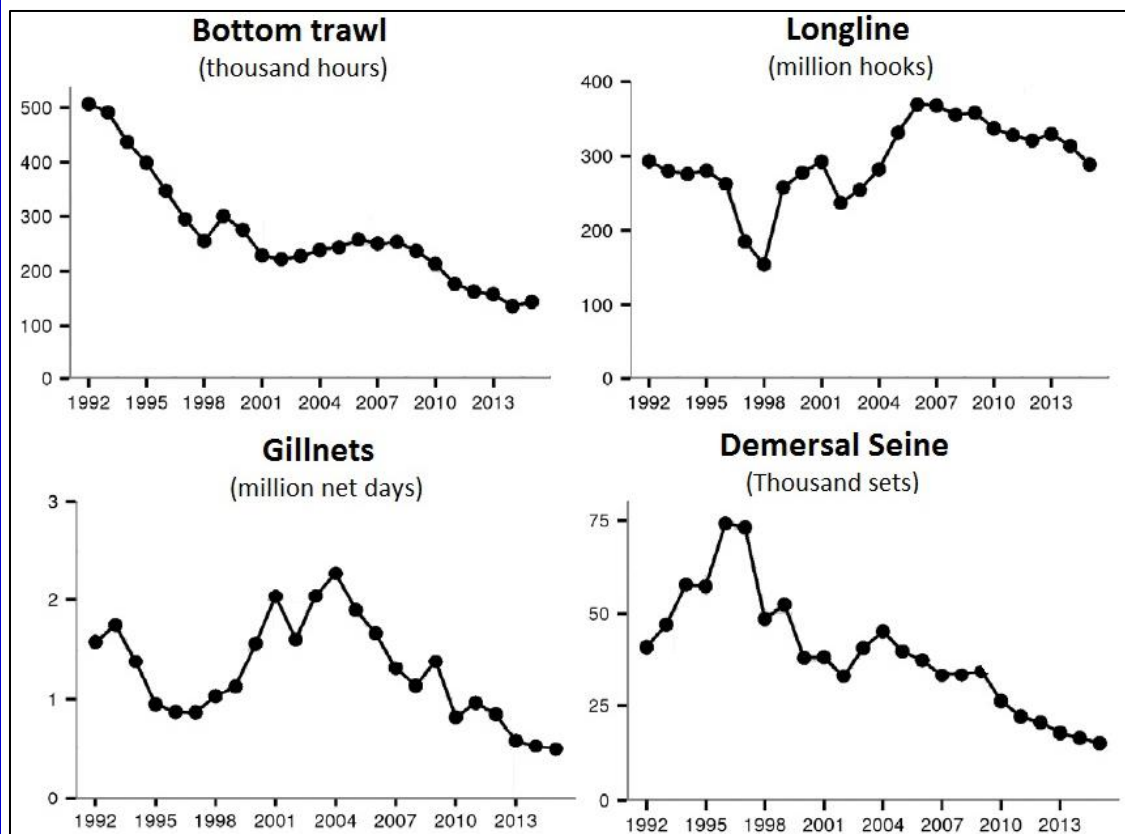 Bottom trawl
(thousand hours)
500
400
300
200
100
0
1992 1995 1998 2001 2004 2007 2010 2013
Longline
(million hooks)
400
300
200
100
0
1992 1995 1998 2001 2004 2007 2010 2013
Gillnets
(million net days)
3
2
1
0
1992 1995 1998 2001 2004 2007 2010 2013
Demersal Seine
(Thousand sets)
75
50
25
0
1992 1995 1998 2001 2004 2007 2010 2013